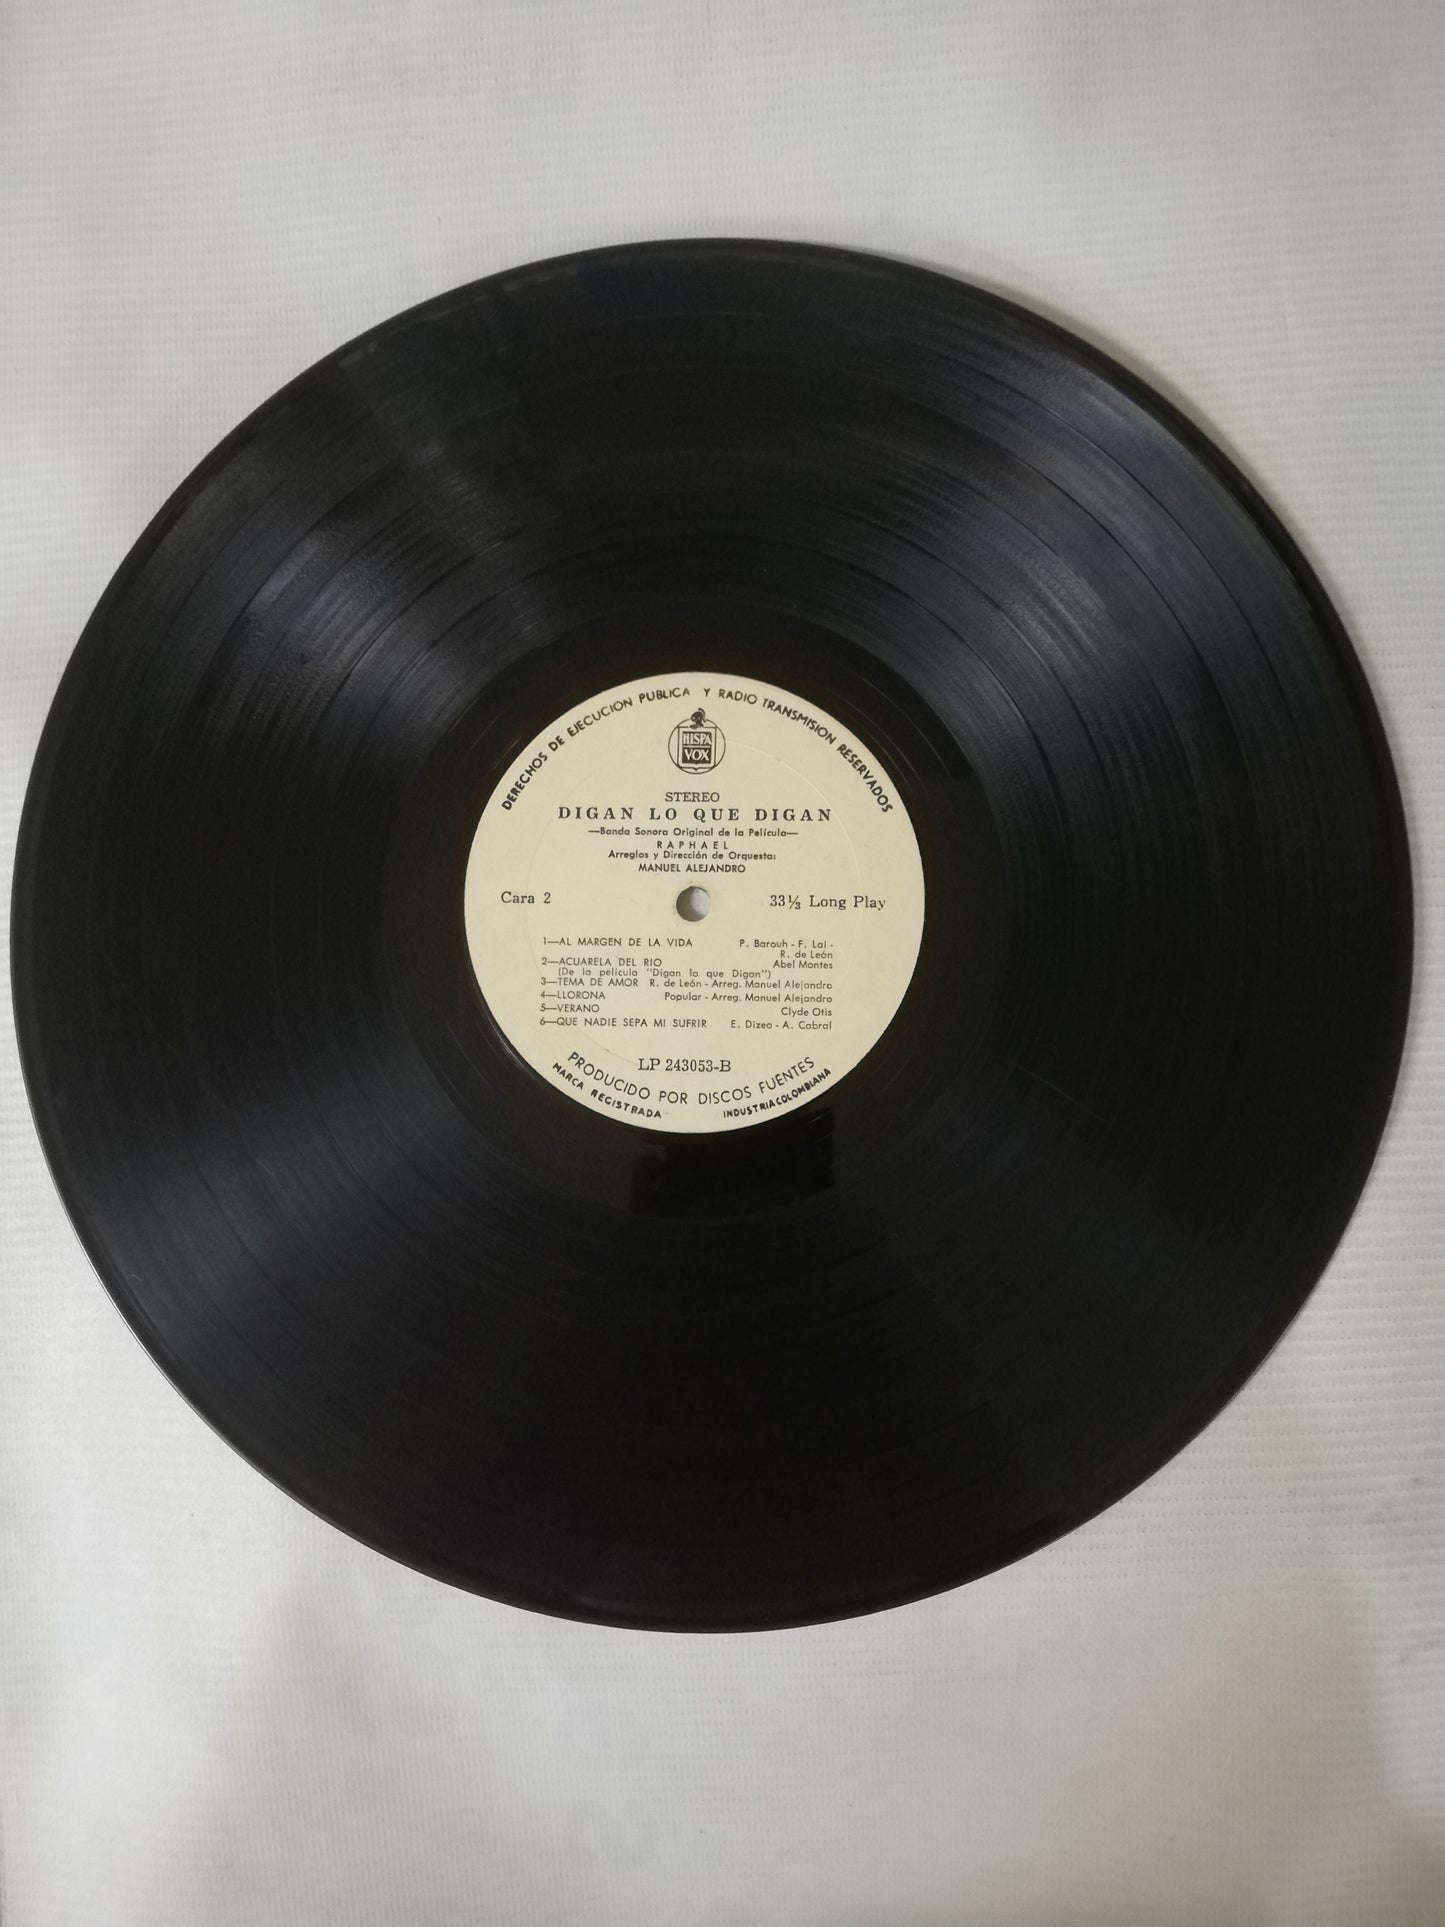 DERECHOS DE EJECUCION PUBLICA Y RADIO TRANSMISION RESERVADOS
HISPA
VOX
STEREO
DIGAN LO QUE DIGAN
—Banda Sonora Original de la Película—
RAPHAEL
Arreglos y Dirección de Orquesta:
MANUEL ALEJANDRO
Cara 2 33⅓ Long Play
1—AL MARGEN DE LA VIDA P. Barouh - F. Lai -
R. de León
2—ACUARELA DEL RIO Abel Montes
(De la película "Digan lo que Digan")
3—TEMA DE AMOR R. de León - Arreg. Manuel Alejandro
4—LLORONA Popular - Arreg. Manuel Alejandro
5—VERANO Clyde Otis
6—QUE NADIE SEPA MI SUFRIR E. Dizeo - A. Cabral
LP 243053-B
PRODUCIDO POR DISCOS FUENTES
MARCA REGISTRADA INDUSTRIA COLOMBIANA